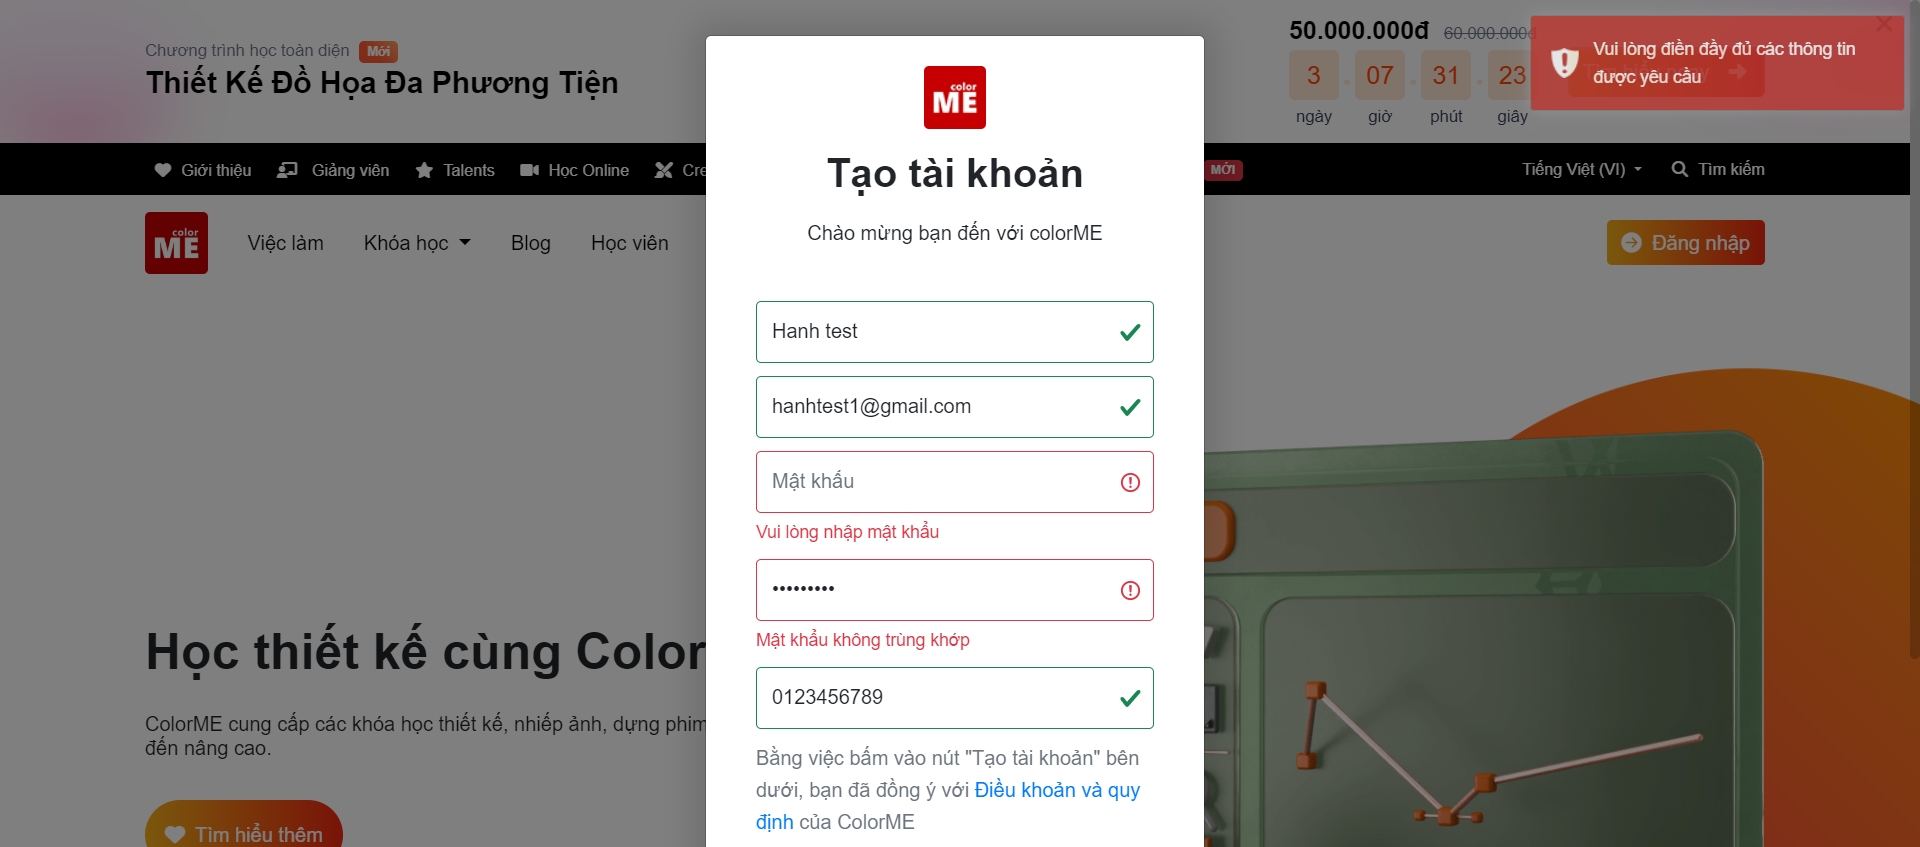 Chương trình học toàn diện Mới
Thiết Kế Đồ Họa Đa Phương Tiện
50.000.000đ 60.000.000đ
3 07 31 23
ngày giờ phút giây
Vui lòng điền đầy đủ các thông tin
được yêu cầu
Giới thiệu Giảng viên Talents Học Online Cre
MỚI
Tiếng Việt (VI) Tìm kiếm
color
ME
Việc làm Khóa học Blog Học viên
Đăng nhập
color
ME
Tạo tài khoản
Chào mừng bạn đến với colorME
Hanh test
hanhtest1@gmail.com
Mật khẩu
Vui lòng nhập mật khẩu
•••••••••
Mật khẩu không trùng khớp
0123456789
Bằng việc bấm vào nút "Tạo tài khoản" bên
dưới, bạn đã đồng ý với Điều khoản và quy
định của ColorME
Học thiết kế cùng Color
ColorME cung cấp các khóa học thiết kế, nhiếp ảnh, dựng phim
đến nâng cao.
Tìm hiểu thêm